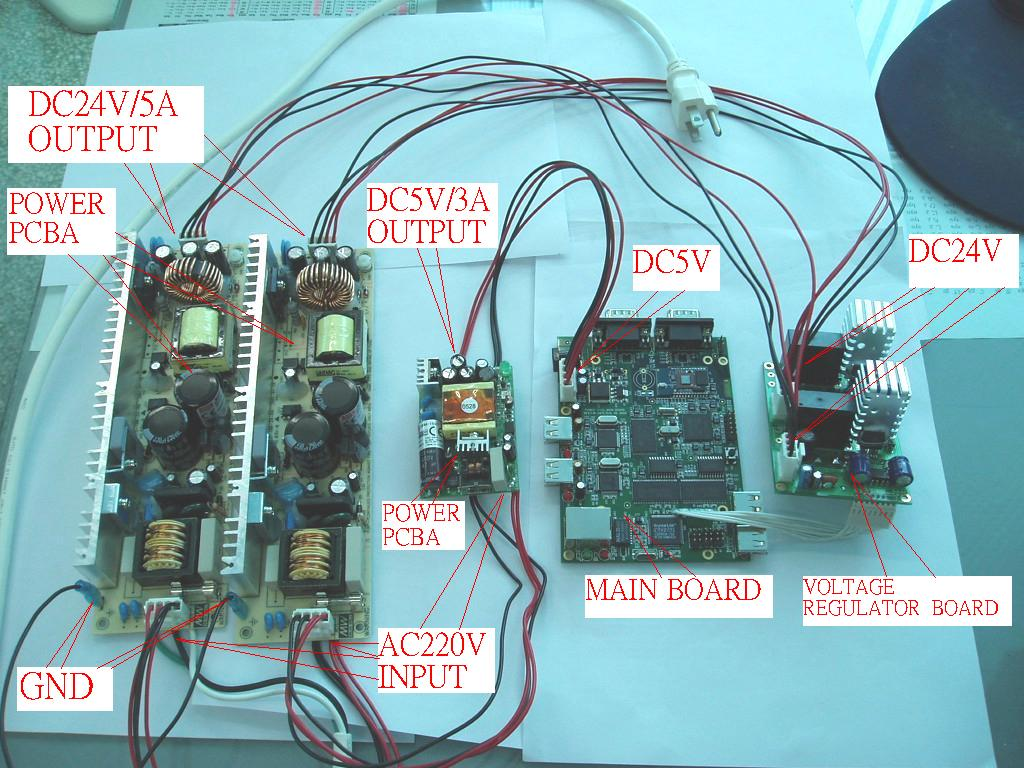 DC24V/5A
OUTPUT
POWER
PCBA
DC5V/3A
OUTPUT
DC5V
DC24V
POWER
PCBA
MAIN BOARD
VOLTAGE
REGULATOR BOARD
AC220V
INPUT
GND